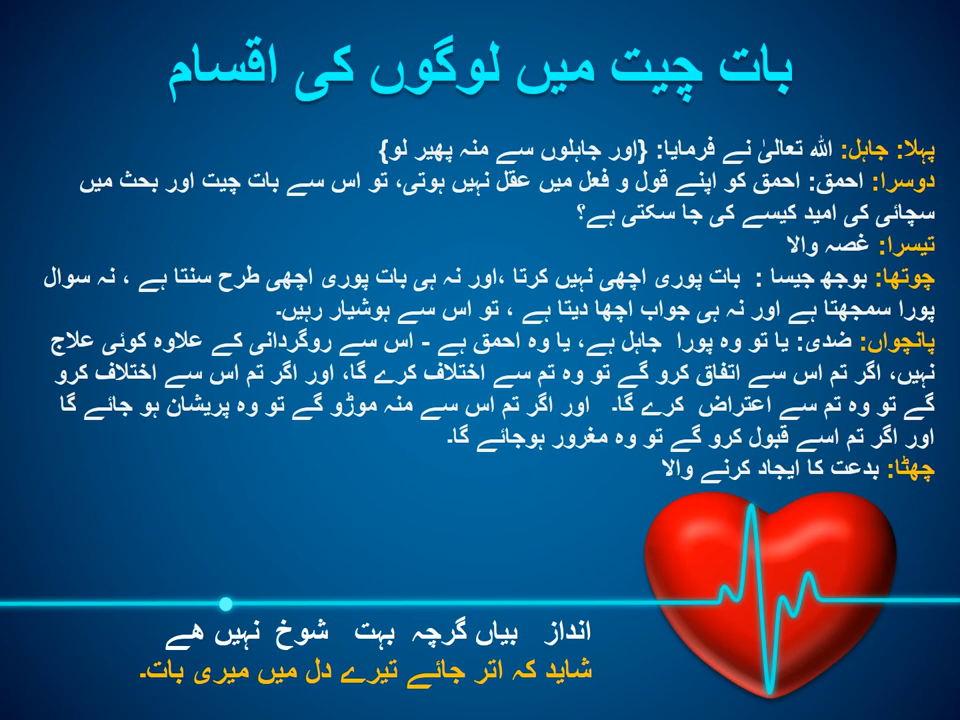 بات چیت میں لوگوں کی اقسام
پہلا: جاہل: اللہ تعالیٰ نے فرمایا: {اور جاہلوں سے منہ پھیر لو}
دوسرا: احمق: احمق کو اپنے قول و فعل میں عقل نہیں ہوتی، تو اس سے بات چیت اور بحث میں
سچائی کی امید کیسے کی جا سکتی ہے؟
تیسرا: غصہ والا
چوتھا: بوجھ جیسا : بات پوری اچھی نہیں کرتا ،اور نہ ہی بات پوری اچھی طرح سنتا ہے ، نہ سوال
پورا سمجھتا ہے اور نہ ہی جواب اچھا دیتا ہے ، تو اس سے ہوشیار رہیں۔
پانچواں: ضدی: یا تو وہ پورا جاہل ہے، یا وہ احمق ہے - اس سے روگردانی کے علاوہ کوئی علاج
نہیں، اگر تم اس سے اتفاق کرو گے تو وہ تم سے اختلاف کرے گا، اور اگر تم اس سے اختلاف کرو
گے تو وہ تم سے اعتراض کرے گا۔ اور اگر تم اس سے منہ موڑو گے تو وہ پریشان ہو جائے گا
اور اگر تم اسے قبول کرو گے تو وہ مغرور ہوجائے گا۔
چھٹا: بدعت کا ایجاد کرنے والا
انداز بیاں گرچہ بہت شوخ نہیں ھے
شاید کہ اتر جائے تیرے دل میں میری بات۔